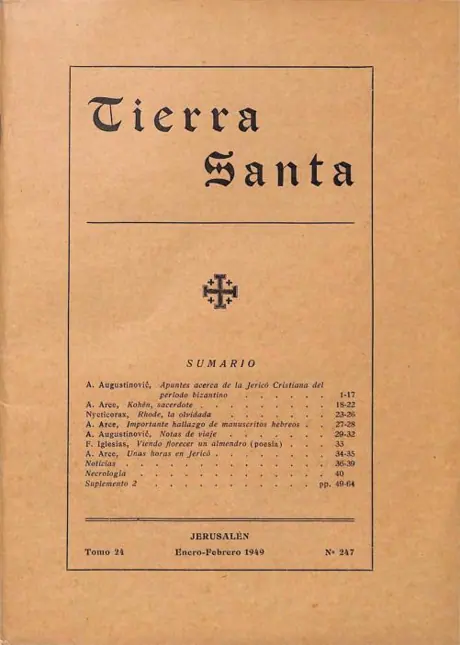 Tierra
Santa
SUMARIO
A. Augustinovič, Apuntes acerca de la Jericó Cristiana del
período bizantino . . . . . . 1-17
A. Arce, Kohén, sacerdote . . . . . . . . 18-22
Nycticorax, Rhode, la olvidada . . . . . . . 23-26
A. Arce, Importante hallazgo de manuscritos hebreos . . 27-28
A. Augustinovič, Notas de viaje . . . . . . . 29-32
F. Iglesias, Viendo florecer un almendro (poesía) . . . 33
A. Arce, Unas horas en Jericó . . . . . . . . 34-35
Noticias . . . . . . . . . . . . . 36-39
Necrología . . . . . . . . . . . . 40
Suplemento 2 . . . . . . . . . . . pp. 49-64
JERUSALÉN
Tomo 24 Enero-Febrero 1949 Nº 247